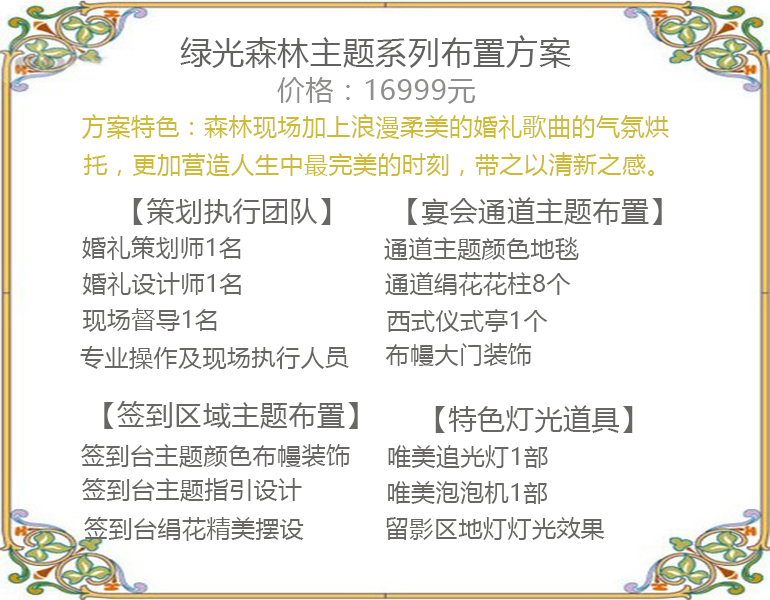 绿光森林主题系列布置方案
价格：16999元
方案特色：森林现场加上浪漫柔美的婚礼歌曲的气氛烘
托，更加营造人生中最完美的时刻，带之以清新之感。
【策划执行团队】
婚礼策划师1名
婚礼设计师1名
现场督导1名
专业操作及现场执行人员
【宴会通道主题布置】
通道主题颜色地毯
通道绢花花柱8个
西式仪式亭1个
布幔大门装饰
【签到区域主题布置】
签到台主题颜色布幔装饰
签到台主题指引设计
签到台绢花精美摆设
【特色灯光道具】
唯美追光灯1部
唯美泡泡机1部
留影区地灯灯光效果